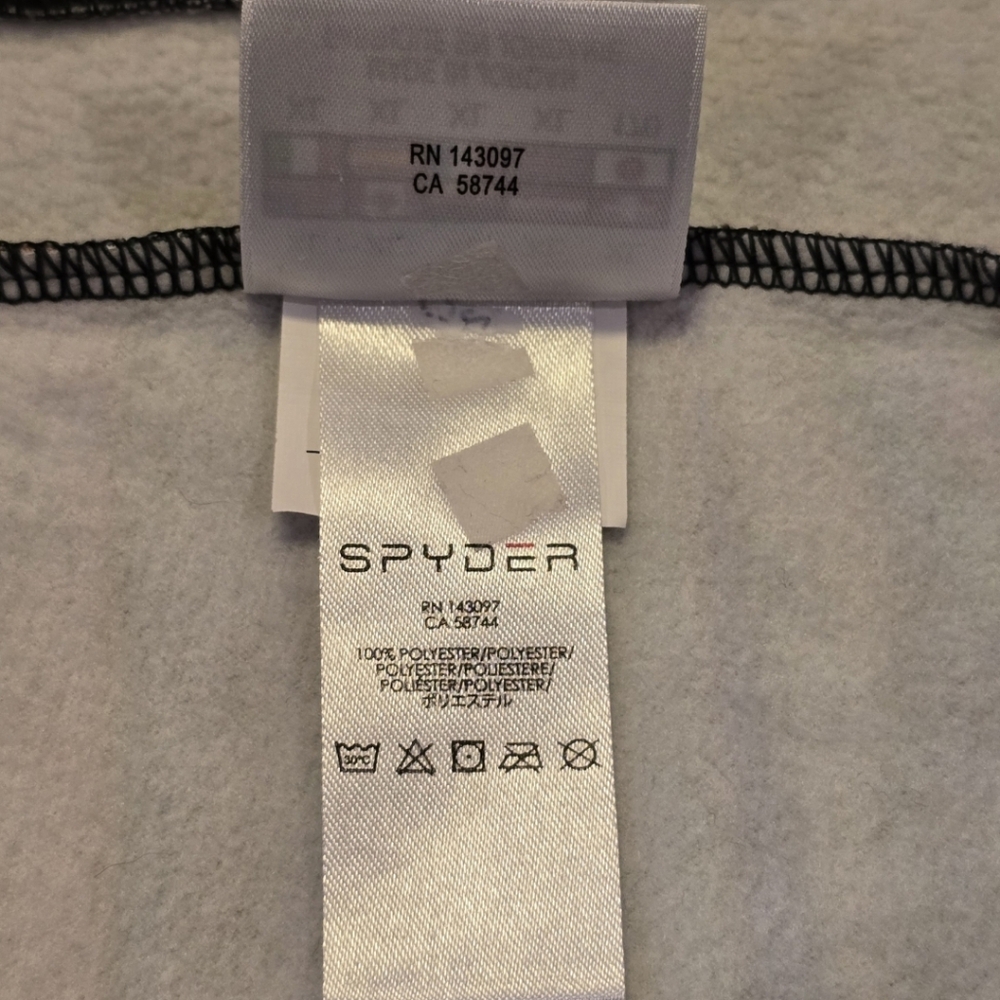 RN 143097
CA 58744
SPYDER
RN 143097
CA 58744
100% POLYESTER/POLYESTER/
POLYESTER/POLIESTERE/
POLIÉSTER/POLYESTER/
ポリエステル
30°C